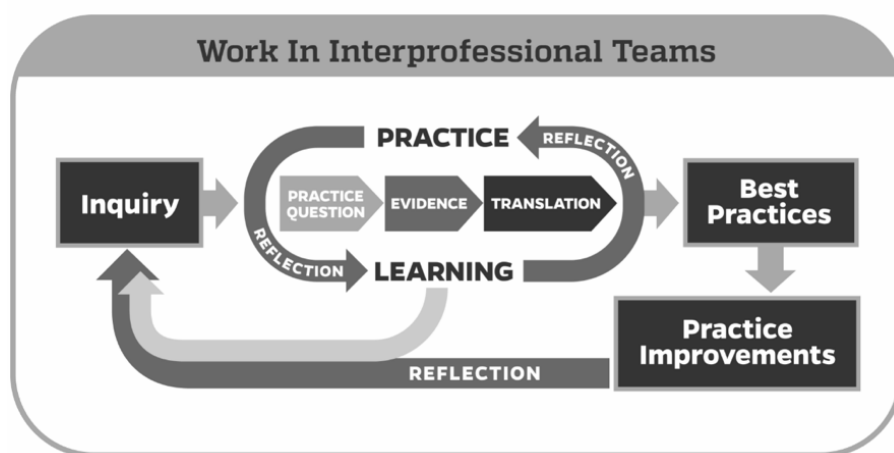 Work In Interprofessional Teams
PRACTICE
REFLECTION
Inquiry
PRACTICE
QUESTION
EVIDENCE
TRANSLATION
Best
Practices
REFLECTION
LEARNING
Practice
Improvements
REFLECTION